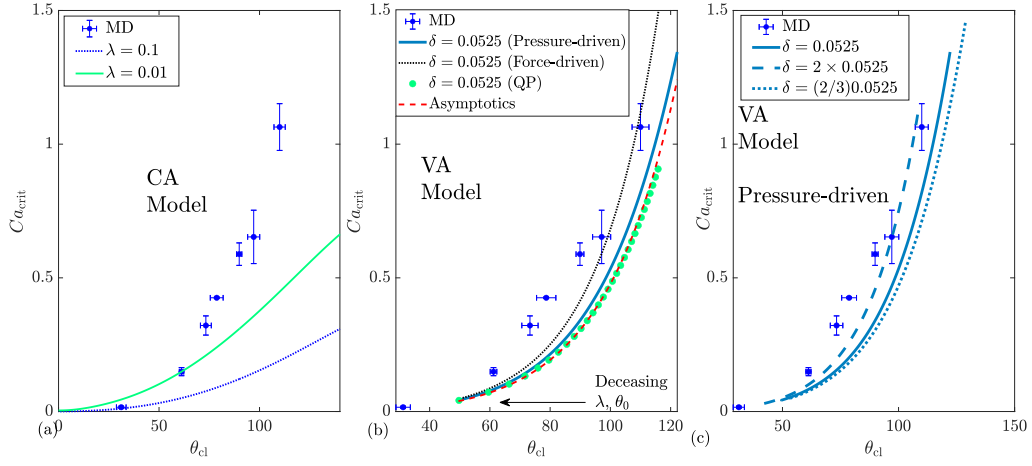 MD
λ = 0.1
λ = 0.01
CA
Model
Ca_crit
1.5
1
0.5
0
0
50
100
θ_cl
(a)
MD
δ = 0.0525 (Pressure-driven)
δ = 0.0525 (Force-driven)
δ = 0.0525 (QP)
Asymptotics
VA
Model
Deceasing
λ, θ_0
Ca_crit
1.5
1
0.5
0
40
60
80
100
120
θ_cl
(b)
MD
δ = 0.0525
δ = 2 × 0.0525
δ = (2/3)0.0525
VA
Model
Pressure-driven
Ca_crit
1.5
1
0.5
0
50
100
150
θ_cl
(c)